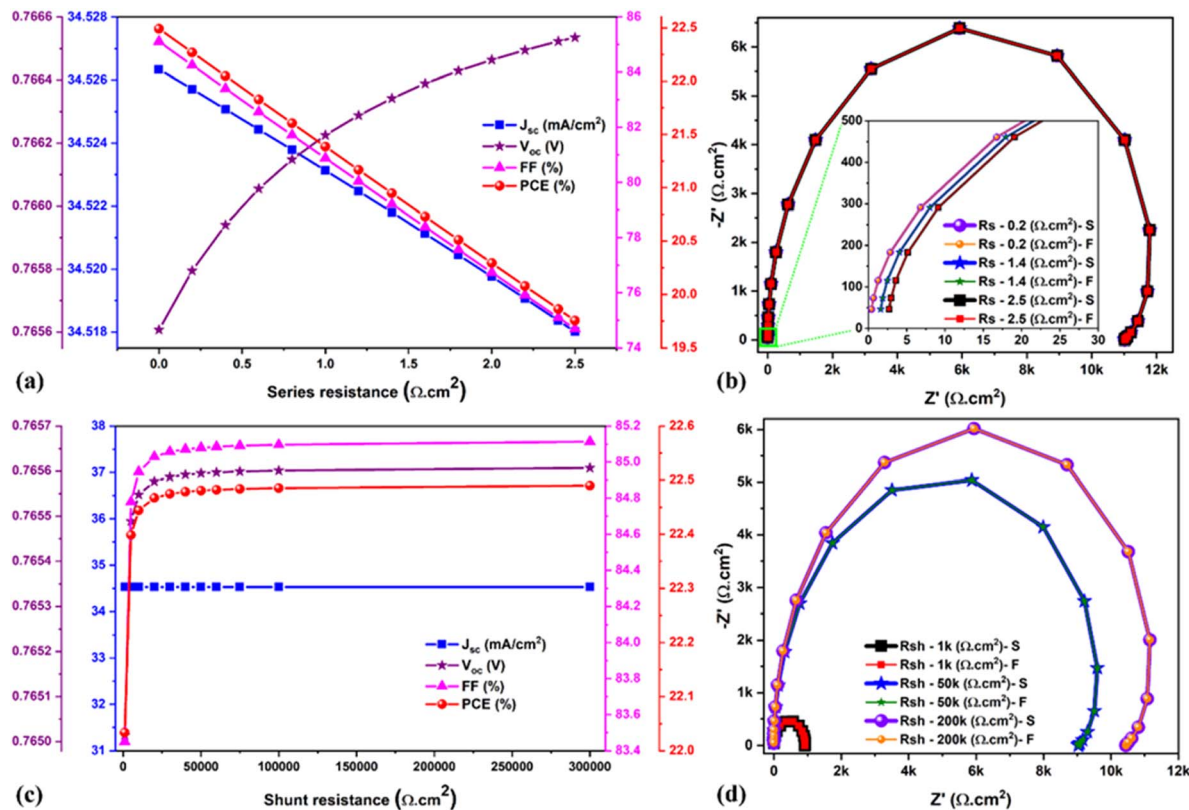 0.7666
0.7664
0.7662
0.7660
0.7658
0.7656
34.528
34.526
34.524
34.522
34.520
34.518
86
84
82
80
78
76
74
22.5
22.0
21.5
21.0
20.5
20.0
19.5
Jsc (mA/cm²)
Voc (V)
FF (%)
PCE (%)
0.0 0.5 1.0 1.5 2.0 2.5
(a)
Series resistance (Ω.cm²)
-Z' (Ω.cm²)
6k
5k
4k
3k
2k
1k
0
500
400
300
200
100
0
0 5 10 15 20 25 30
Rs - 0.2 (Ω.cm²)- S
Rs - 0.2 (Ω.cm²)- F
Rs - 1.4 (Ω.cm²)- S
Rs - 1.4 (Ω.cm²)- F
Rs - 2.5 (Ω.cm²)- S
Rs - 2.5 (Ω.cm²)- F
0 2k 4k 6k 8k 10k 12k
(b)
Z' (Ω.cm²)
0.7657
0.7656
0.7655
0.7654
0.7653
0.7652
0.7651
0.7650
38
37
36
35
34
33
32
31
85.2
85.0
84.8
84.6
84.4
84.2
84.0
83.8
83.6
83.4
22.6
22.5
22.4
22.3
22.2
22.1
22.0
Jsc (mA/cm²)
Voc (V)
FF (%)
PCE (%)
0 50000 100000 150000 200000 250000 300000
(c)
Shunt resistance (Ω.cm²)
-Z' (Ω.cm²)
6k
5k
4k
3k
2k
1k
0
Rsh - 1k (Ω.cm²)- S
Rsh - 1k (Ω.cm²)- F
Rsh - 50k (Ω.cm²)- S
Rsh - 50k (Ω.cm²)- F
Rsh - 200k (Ω.cm²)- S
Rsh - 200k (Ω.cm²)- F
0 2k 4k 6k 8k 10k 12k
(d)
Z' (Ω.cm²)